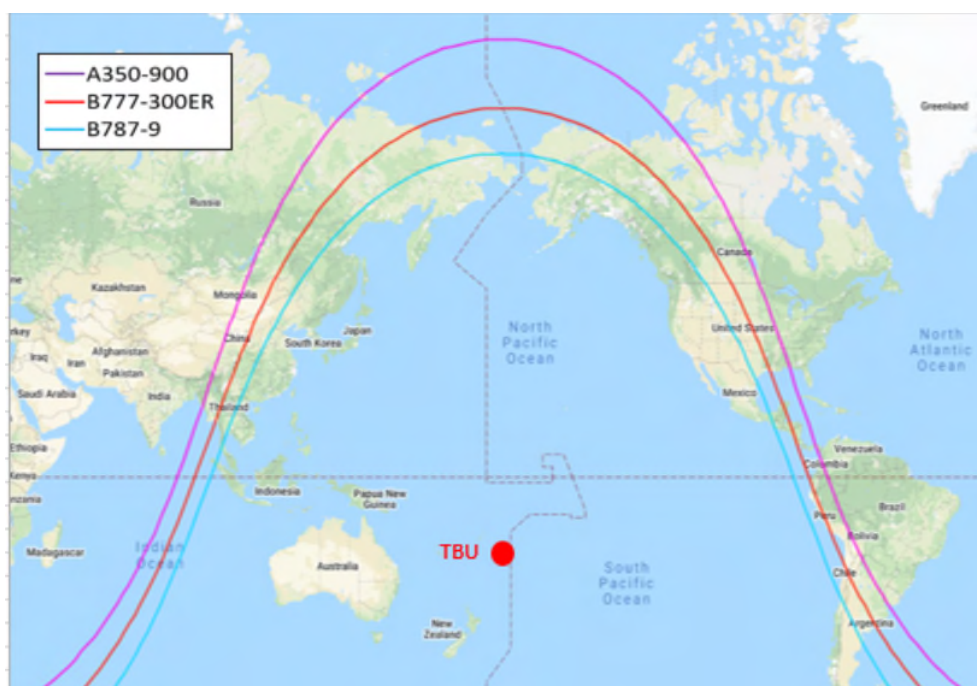 A350-900
B777-300ER
B787-9
Greenland
Russia
Canada
Kazakhstan
Mongolia
North
Pacific
Ocean
United States
North
Atlantic
Ocean
Japan
South Korea
China
Afghanistan
Iraq
Iran
Pakistan
Saudi Arabia
India
Thailand
Mexico
Ethiopia
Venezuela
Colombia
Kenya
Indonesia
Papua New
Guinea
Peru
Brazil
Bolivia
Madagascar
Indian
Ocean
TBU
Australia
South
Pacific
Ocean
Chile
New
Zealand
Argentina